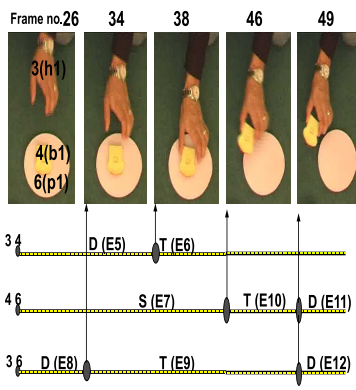 Frame no.26 34 38 46 49
3(h1)
4(b1)
6(p1)
3 4 D (E5) T (E6)
4 6 S (E7) T (E10) D (E11)
3 6 D (E8) T (E9) D (E12)